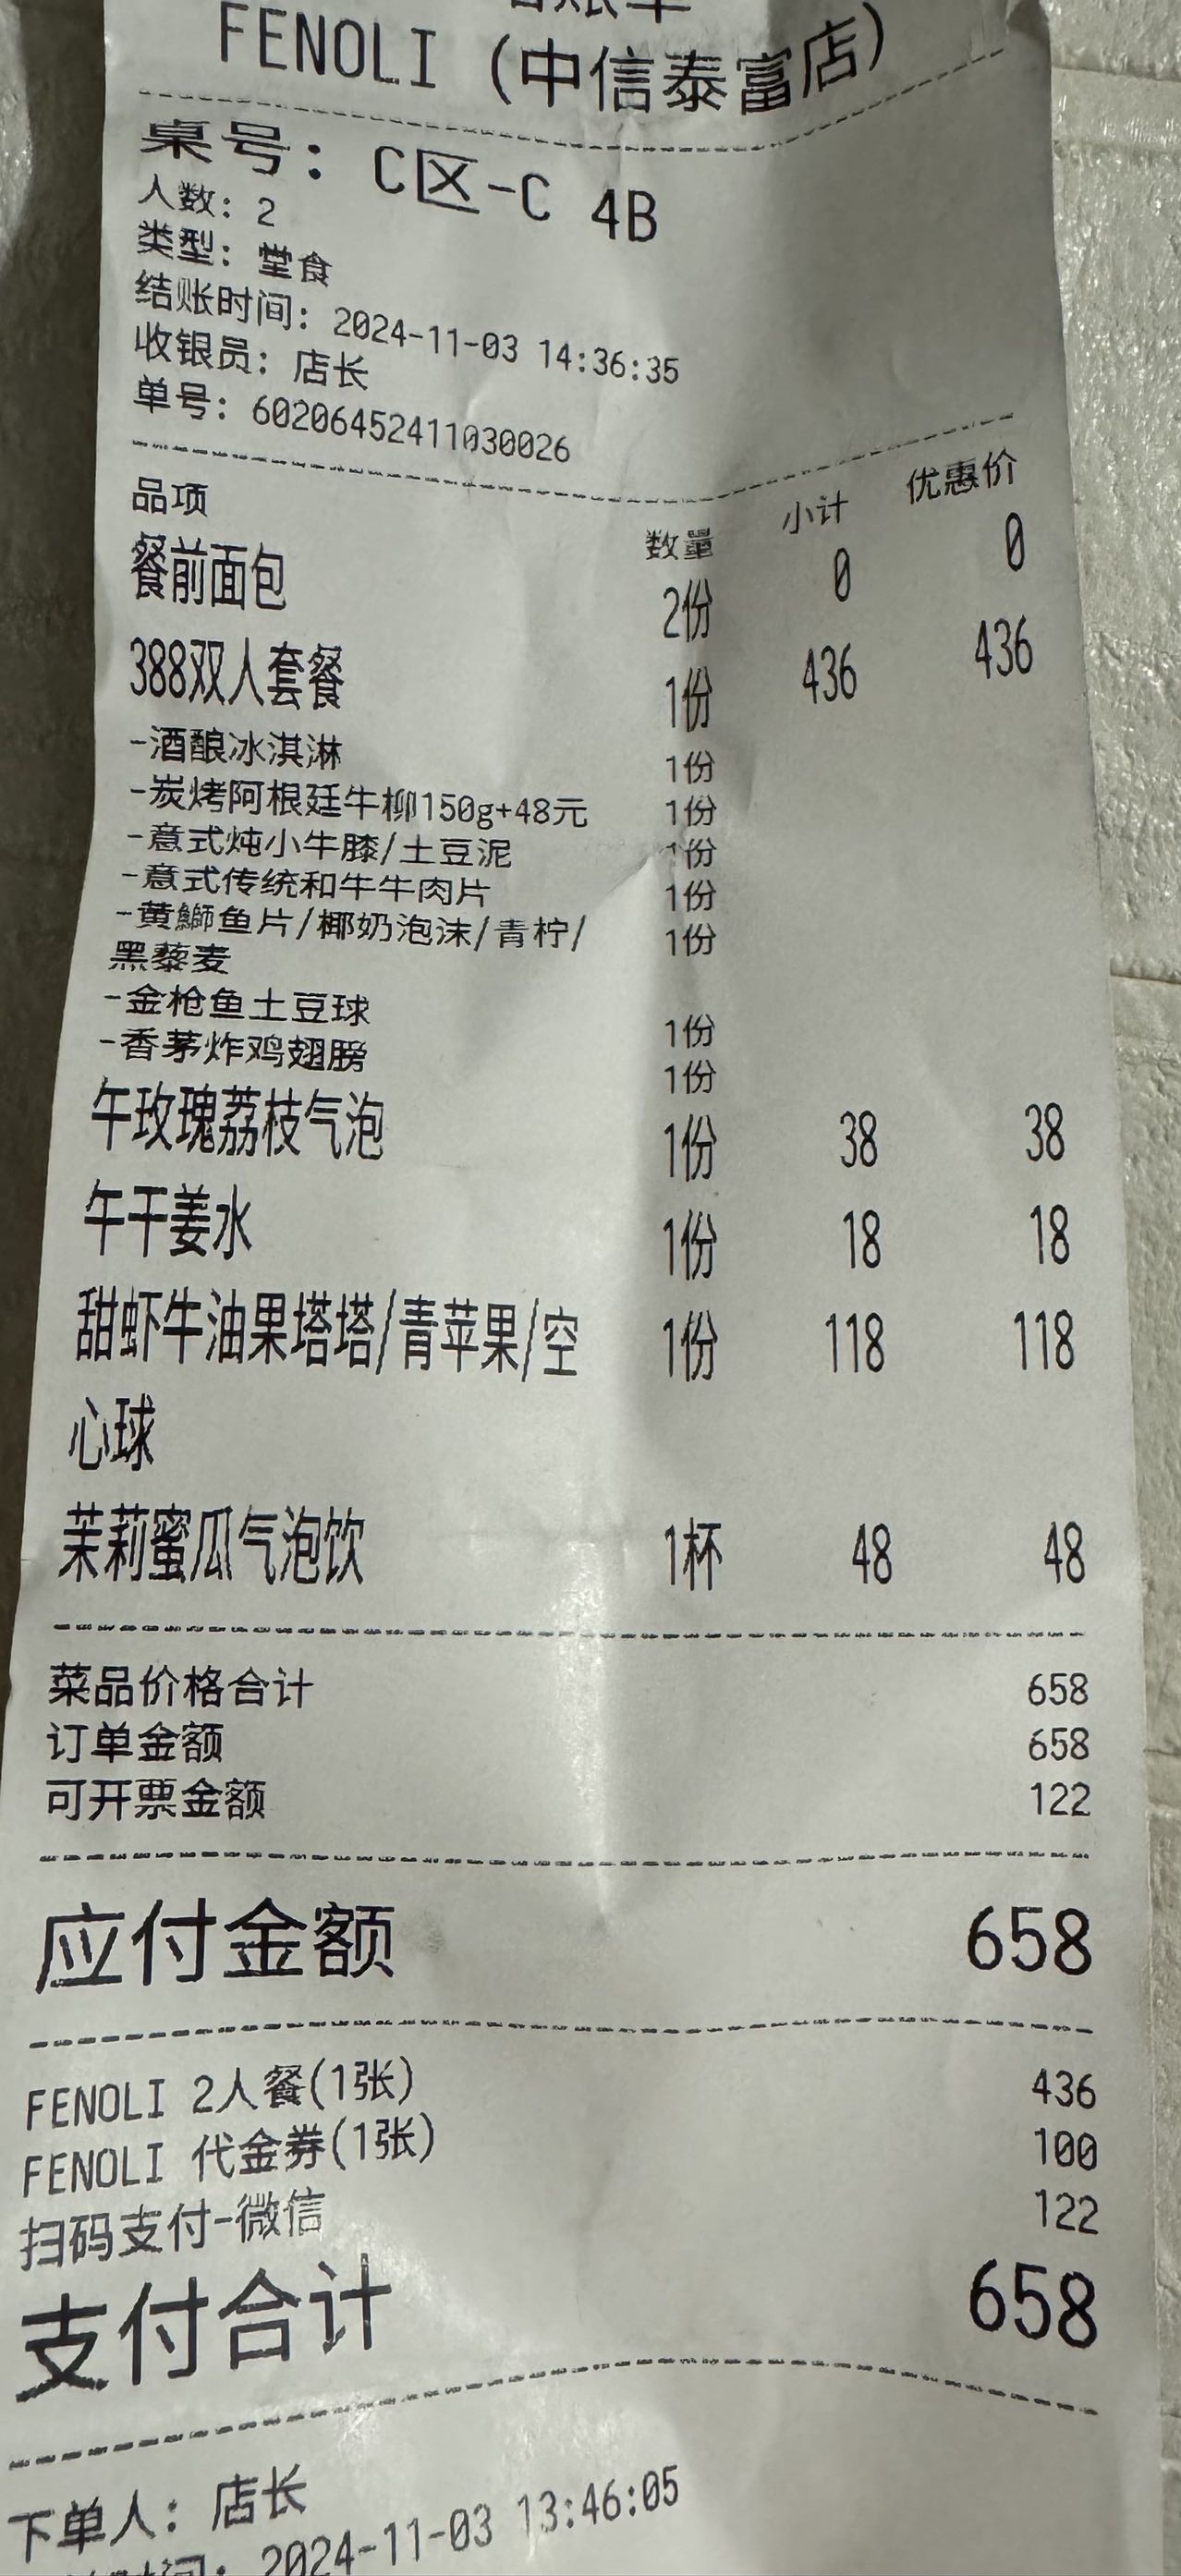 FENOLI (中信泰富店)
桌号: C区-C 4B
人数: 2
类型: 堂食
结账时间: 2024-11-03 14:36:35
收银员: 店长
单号: 60206452411030026
品项 数量 小计 优惠价
餐前面包 2份 0 0
388双人套餐 1份 436 436
-酒酿冰淇淋 1份
-炭烤阿根廷牛柳150g+48元 1份
-意式炖小牛膝/土豆泥 1份
-意式传统和牛牛肉片 1份
-黄鰤鱼片/椰奶泡沫/青柠/ 1份
黑藜麦
-金枪鱼土豆球 1份
-香茅炸鸡翅膀 1份
午玫瑰荔枝气泡 1份 38 38
午干姜水 1份 18 18
甜虾牛油果塔塔/青苹果/空 1份 118 118
心球
茉莉蜜瓜气泡饮 1杯 48 48
菜品价格合计 658
订单金额 658
可开票金额 122
应付金额 658
FENOLI 2人餐(1张) 436
FENOLI 代金券(1张) 100
扫码支付-微信 122
支付合计 658
下单人: 店长
2024-11-03 13:46:05